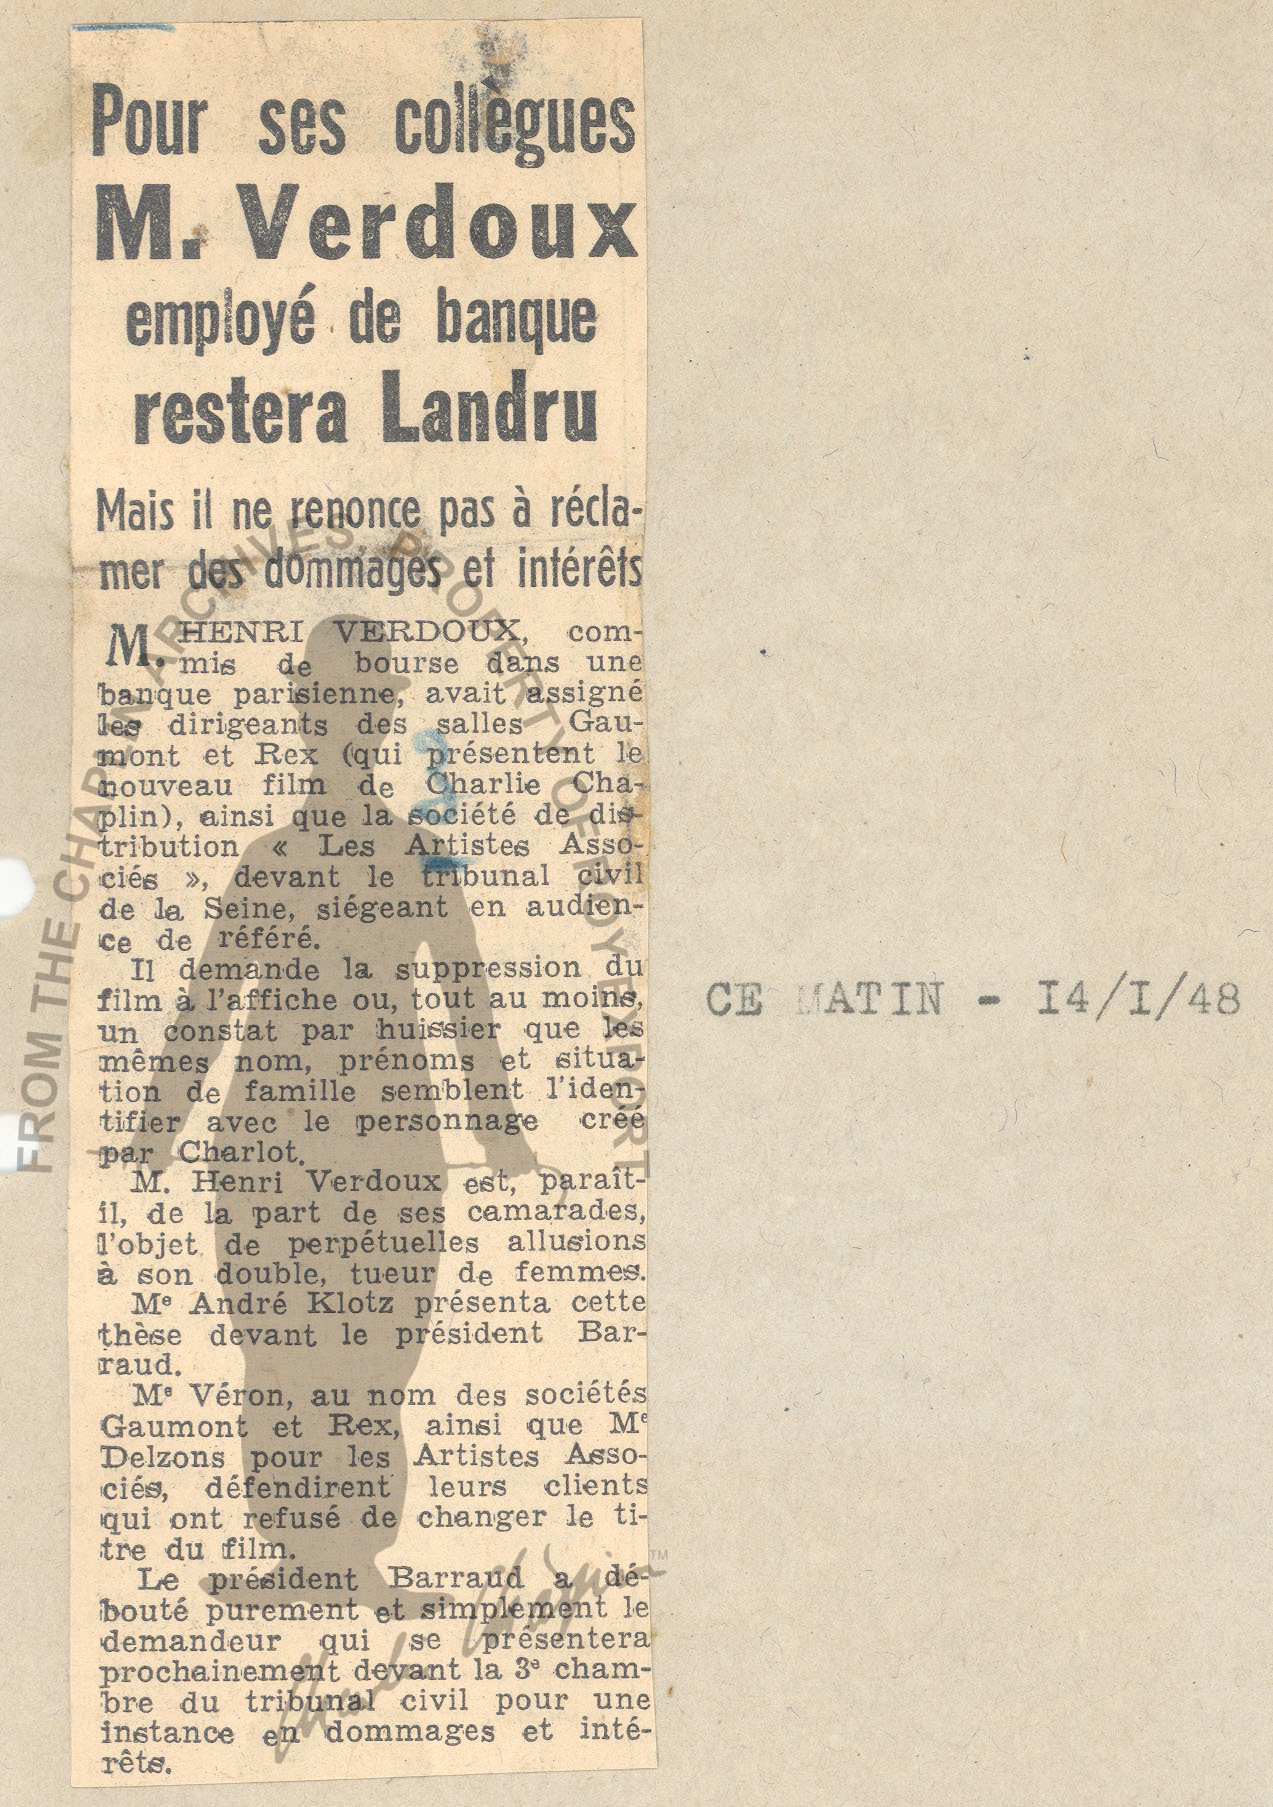 Pour ses collègues
M. Verdoux
employé de banque
restera Landru
Mais il ne renonce pas à récla-
mer des dommages et intérêts
M. HENRI VERDOUX, com-
mis de bourse dans une
banque parisienne, avait assigné
les dirigeants des salles Gau-
mont et Rex (qui présentent le
nouveau film de Charlie Cha-
plin), ainsi que la société de dis-
tribution « Les Artistes Asso-
ciés », devant le tribunal civil
de la Seine, siégeant en audien-
ce de référé.
Il demande la suppression du
film à l'affiche ou, tout au moins,
un constat par huissier que les
mêmes nom, prénoms et situa-
tion de famille semblent l'iden-
tifier avec le personnage créé
par Charlot.
M. Henri Verdoux est, paraît-
il, de la part de ses camarades,
l'objet de perpétuelles allusions
à son double, tueur de femmes.
Me André Klotz présenta cette
thèse devant le président Bar-
raud.
Me Véron, au nom des sociétés
Gaumont et Rex, ainsi que Me
Delzons pour les Artistes Asso-
ciés, défendirent leurs clients
qui ont refusé de changer le ti-
tre du film.
Le président Barraud a dé-
bouté purement et simplement le
demandeur qui se présentera
prochainement devant la 3e cham-
bre du tribunal civil pour une
instance en dommages et inté-
rêts.
CE MATIN - I4/I/48
FROM THE CHAPLIN ARCHIVES, PROPERTY OF ROY EXPORT
Charles Chaplin TM